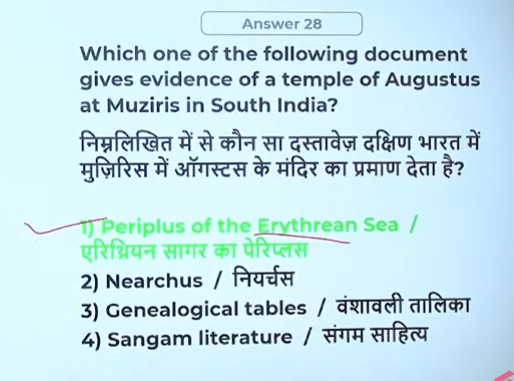 Answer 28
Which one of the following document
gives evidence of a temple of Augustus
at Muziris in South India?
निम्नलिखित में से कौन सा दस्तावेज़ दक्षिण भारत में
मुज़िरिस में ऑगस्टस के मंदिर का प्रमाण देता है?
1) Periplus of the Erythrean Sea /
एरिथ्रियन सागर का पेरिप्लस
2) Nearchus / नियर्चस
3) Genealogical tables / वंशावली तालिका
4) Sangam literature / संगम साहित्य